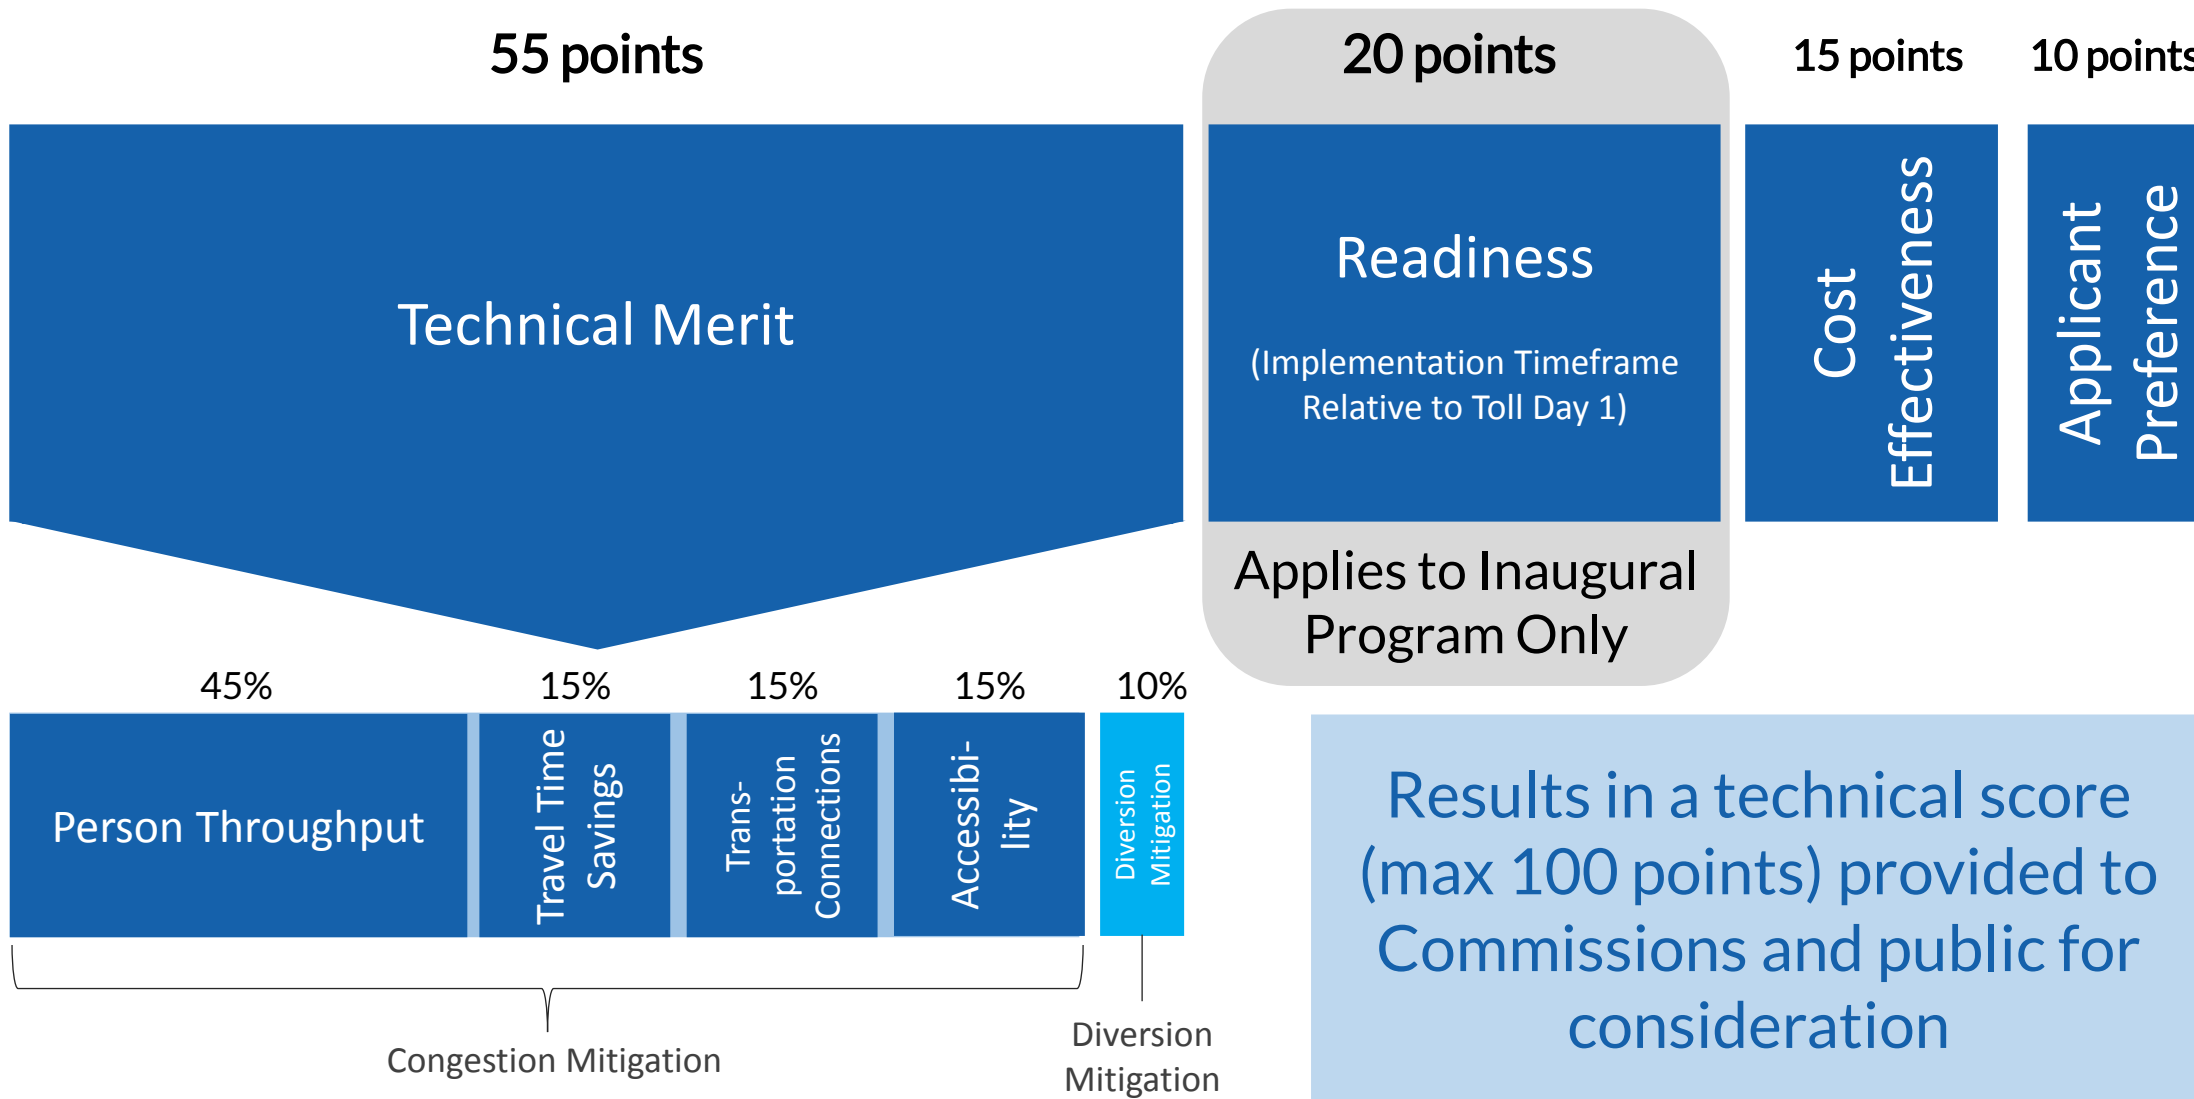 55 points
20 points
15 points
10 points
Technical Merit
Readiness
(Implementation Timeframe
Relative to Toll Day 1)
Cost
Effectiveness
Applicant
Preference
Applies to Inaugural
Program Only
45%
15%
15%
15%
10%
Person Throughput
Travel Time
Savings
Trans-
portation
Connections
Accessibi-
lity
Diversion
Mitigation
Congestion Mitigation
Diversion
Mitigation
Results in a technical score
(max 100 points) provided to
Commissions and public for
consideration